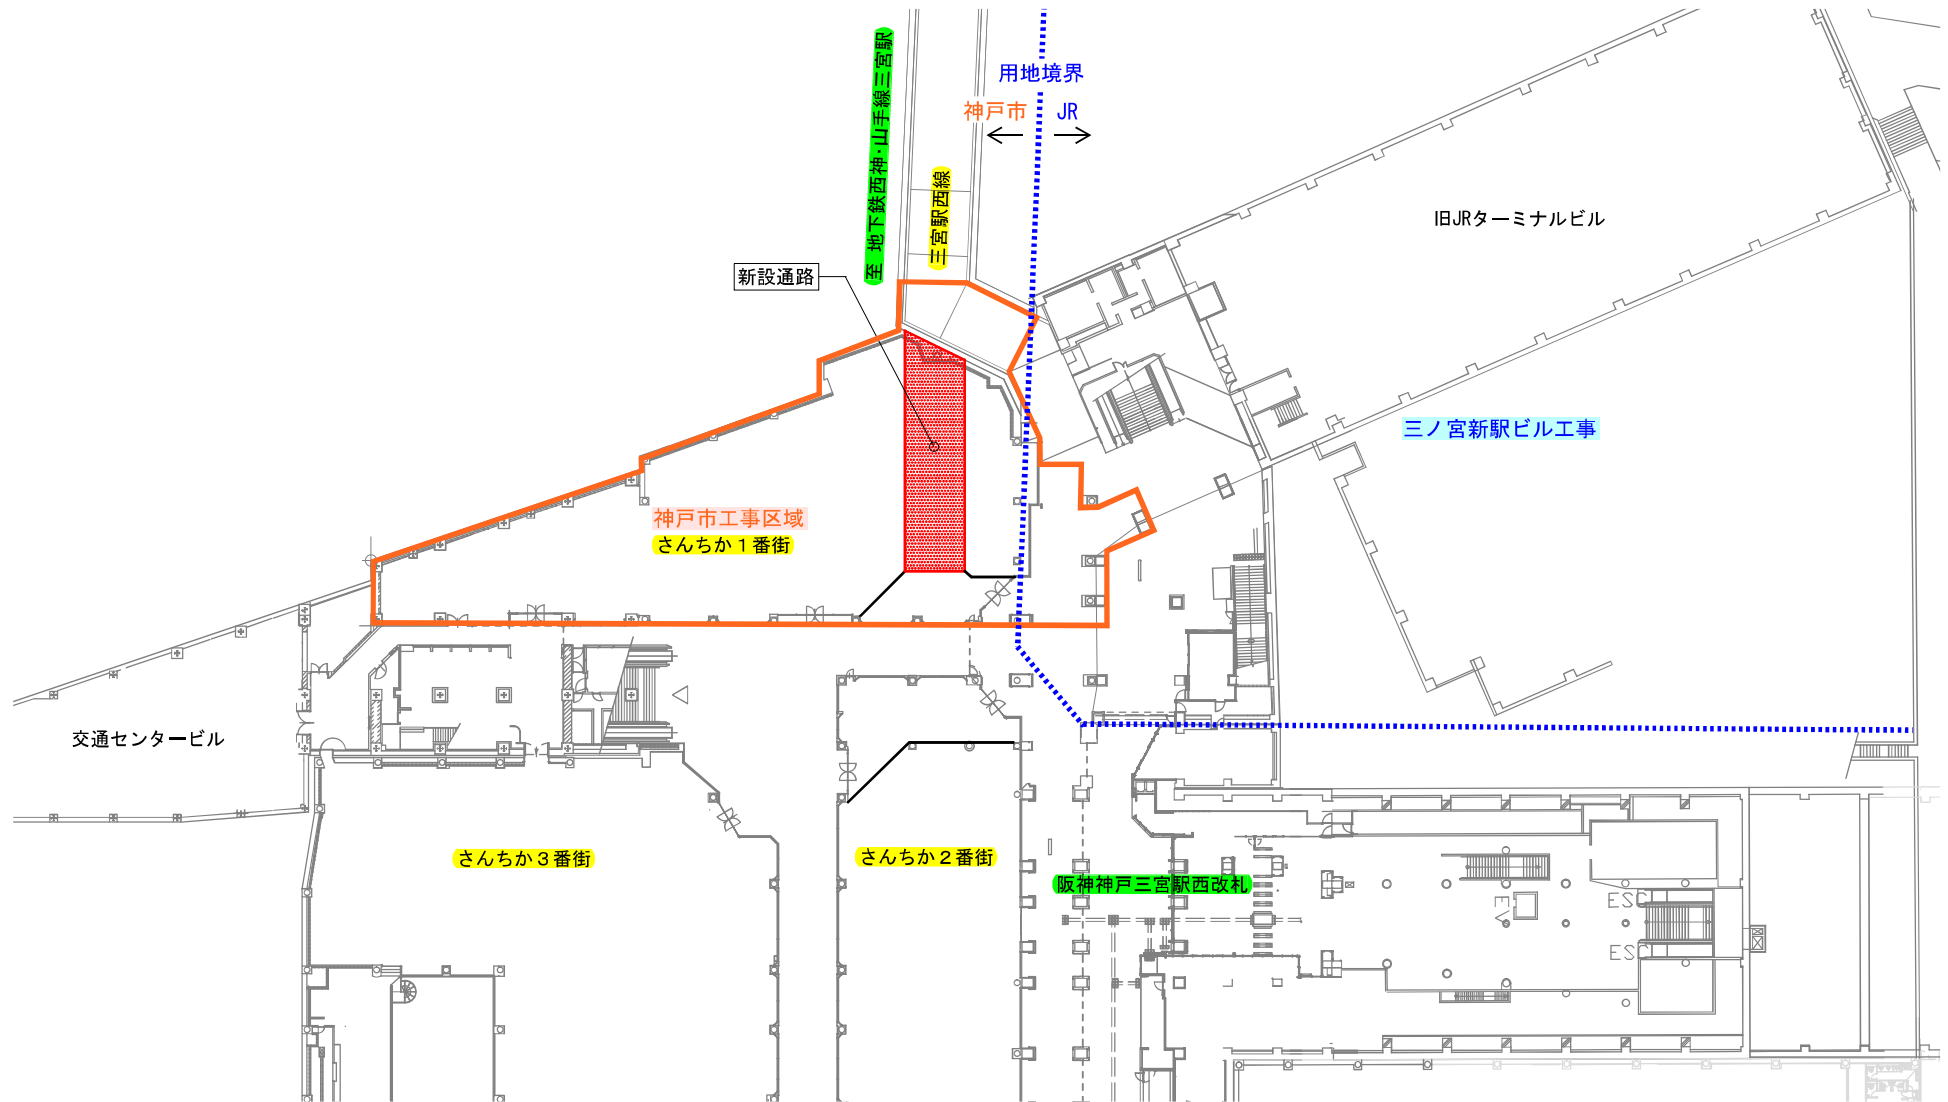 用地境界
神戸市 JR
至 地下鉄西神・山手線三宮駅
三宮駅西線
旧JRターミナルビル
新設通路
三ノ宮新駅ビル工事
神戸市工事区域
さんちか１番街
交通センタービル
さんちか３番街
さんちか２番街
阪神神戸三宮駅西改札
EV
ESC
ESC